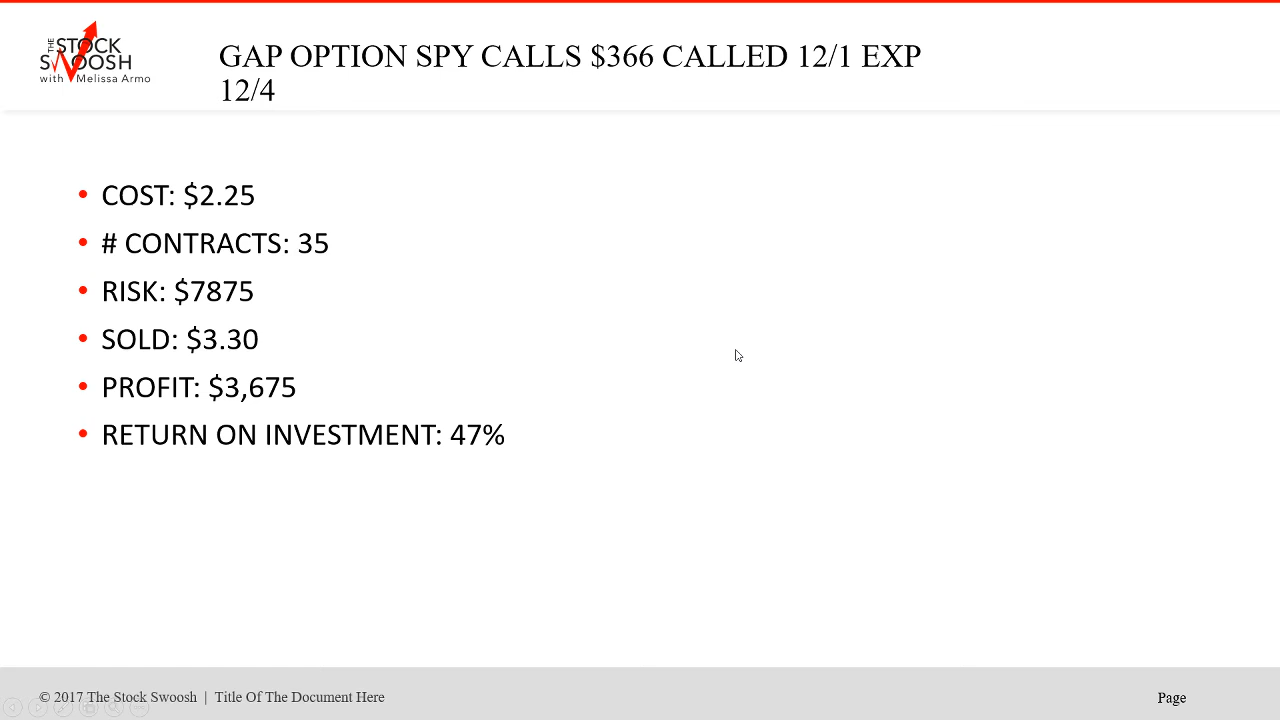 THE STOCK
SWOOSH
with Melissa Armo
GAP OPTION SPY CALLS $366 CALLED 12/1 EXP
12/4
• COST: $2.25
• # CONTRACTS: 35
• RISK: $7875
• SOLD: $3.30
• PROFIT: $3,675
• RETURN ON INVESTMENT: 47%
© 2017 The Stock Swoosh | Title Of The Document Here
Page